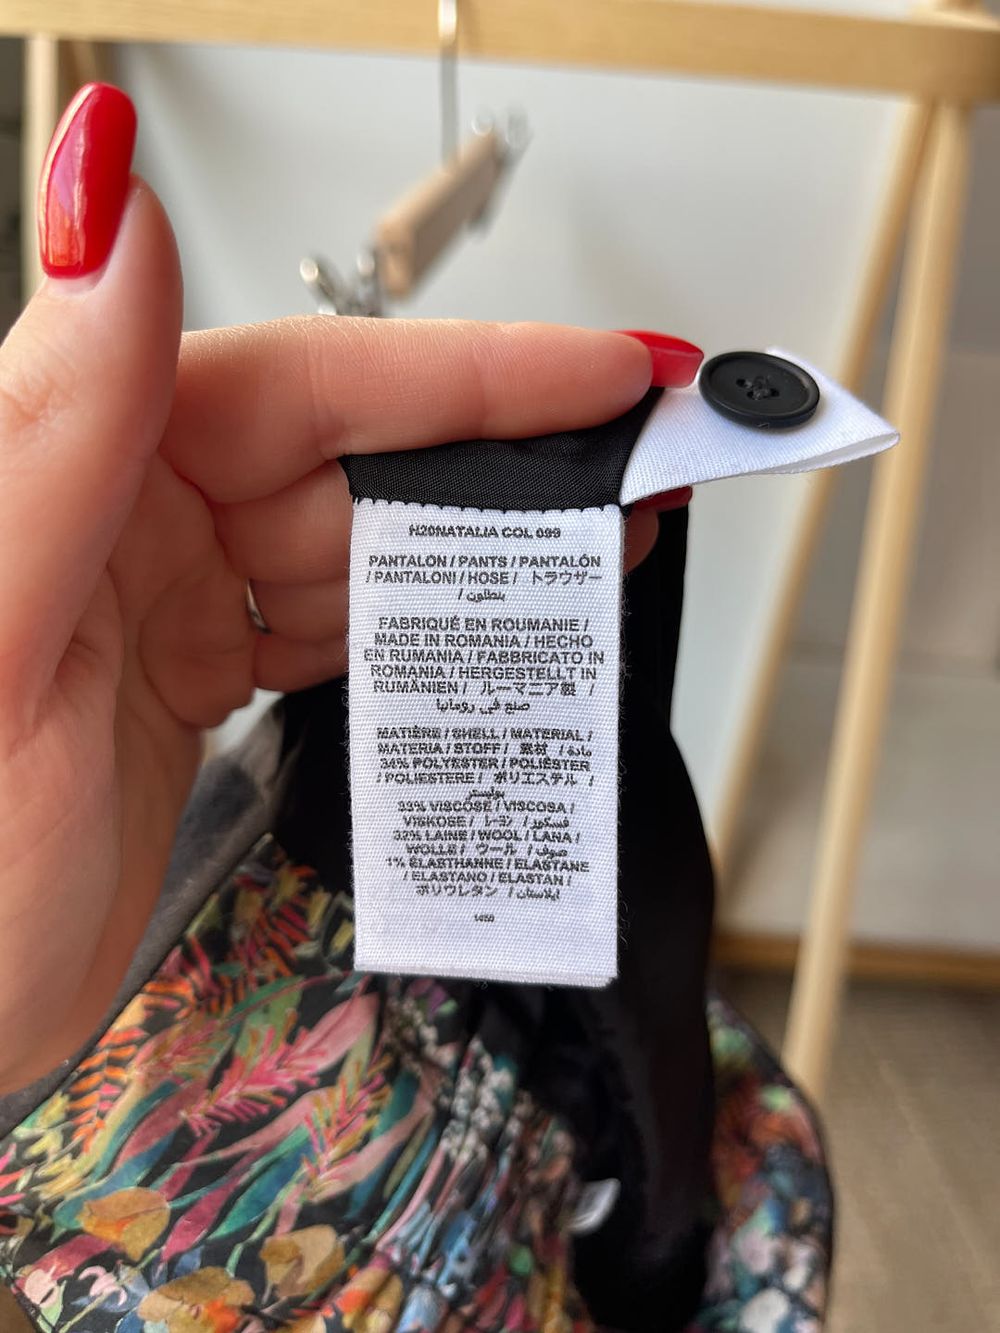 H20NATALIA COL 099
PANTALON / PANTS / PANTALÓN
/ PANTALONI / HOSE / トラウザー
/ بنطلون
FABRIQUÉ EN ROUMANIE /
MADE IN ROMANIA / HECHO
EN RUMANIA / FABBRICATO IN
ROMANIA / HERGESTELLT IN
RUMÄNIEN / ルーマニア製 /
صنع في رومانيا
MATIÈRE / SHELL / MATERIAL /
MATERIA / STOFF / 素材 / مادة /
34% POLYESTER / POLIÉSTER
/ POLIESTERE / ポリエステル /
بوليستر
33% VISCOSE / VISCOSA /
VISKOSE / レーヨン / فسكوز
32% LAINE / WOOL / LANA /
WOLLE / ウール / صوف
1% ÉLASTHANNE / ELASTANE
/ ELASTANO / ELASTAN /
ポリウレタン / ايلاستان